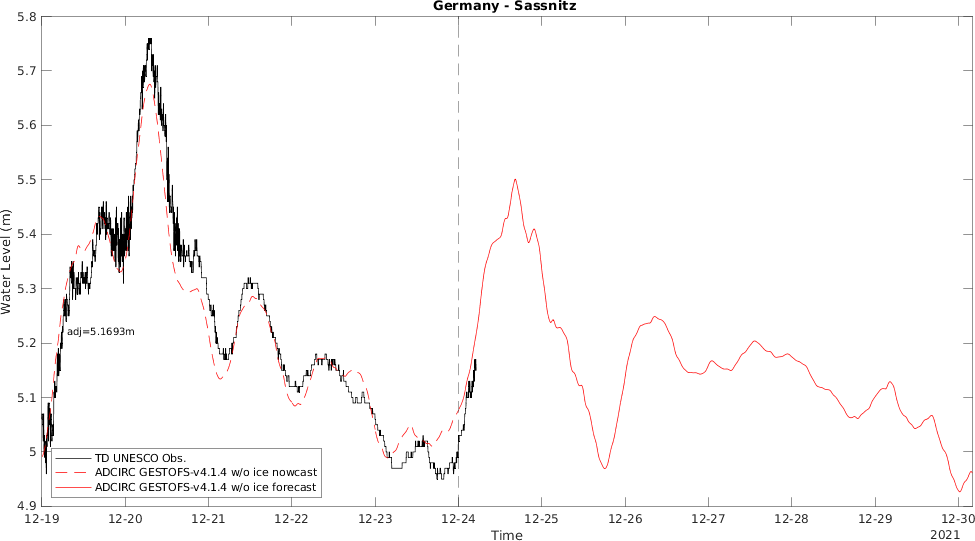 Germany - Sassnitz
5.8
5.7
5.6
5.5
5.4
5.3
5.2
5.1
5
4.9
Water Level (m)
adj=5.1693m
TD UNESCO Obs.
ADCIRC GESTOFS-v4.1.4 w/o ice nowcast
ADCIRC GESTOFS-v4.1.4 w/o ice forecast
12-19 12-20 12-21 12-22 12-23 12-24 12-25 12-26 12-27 12-28 12-29 12-30
Time
2021